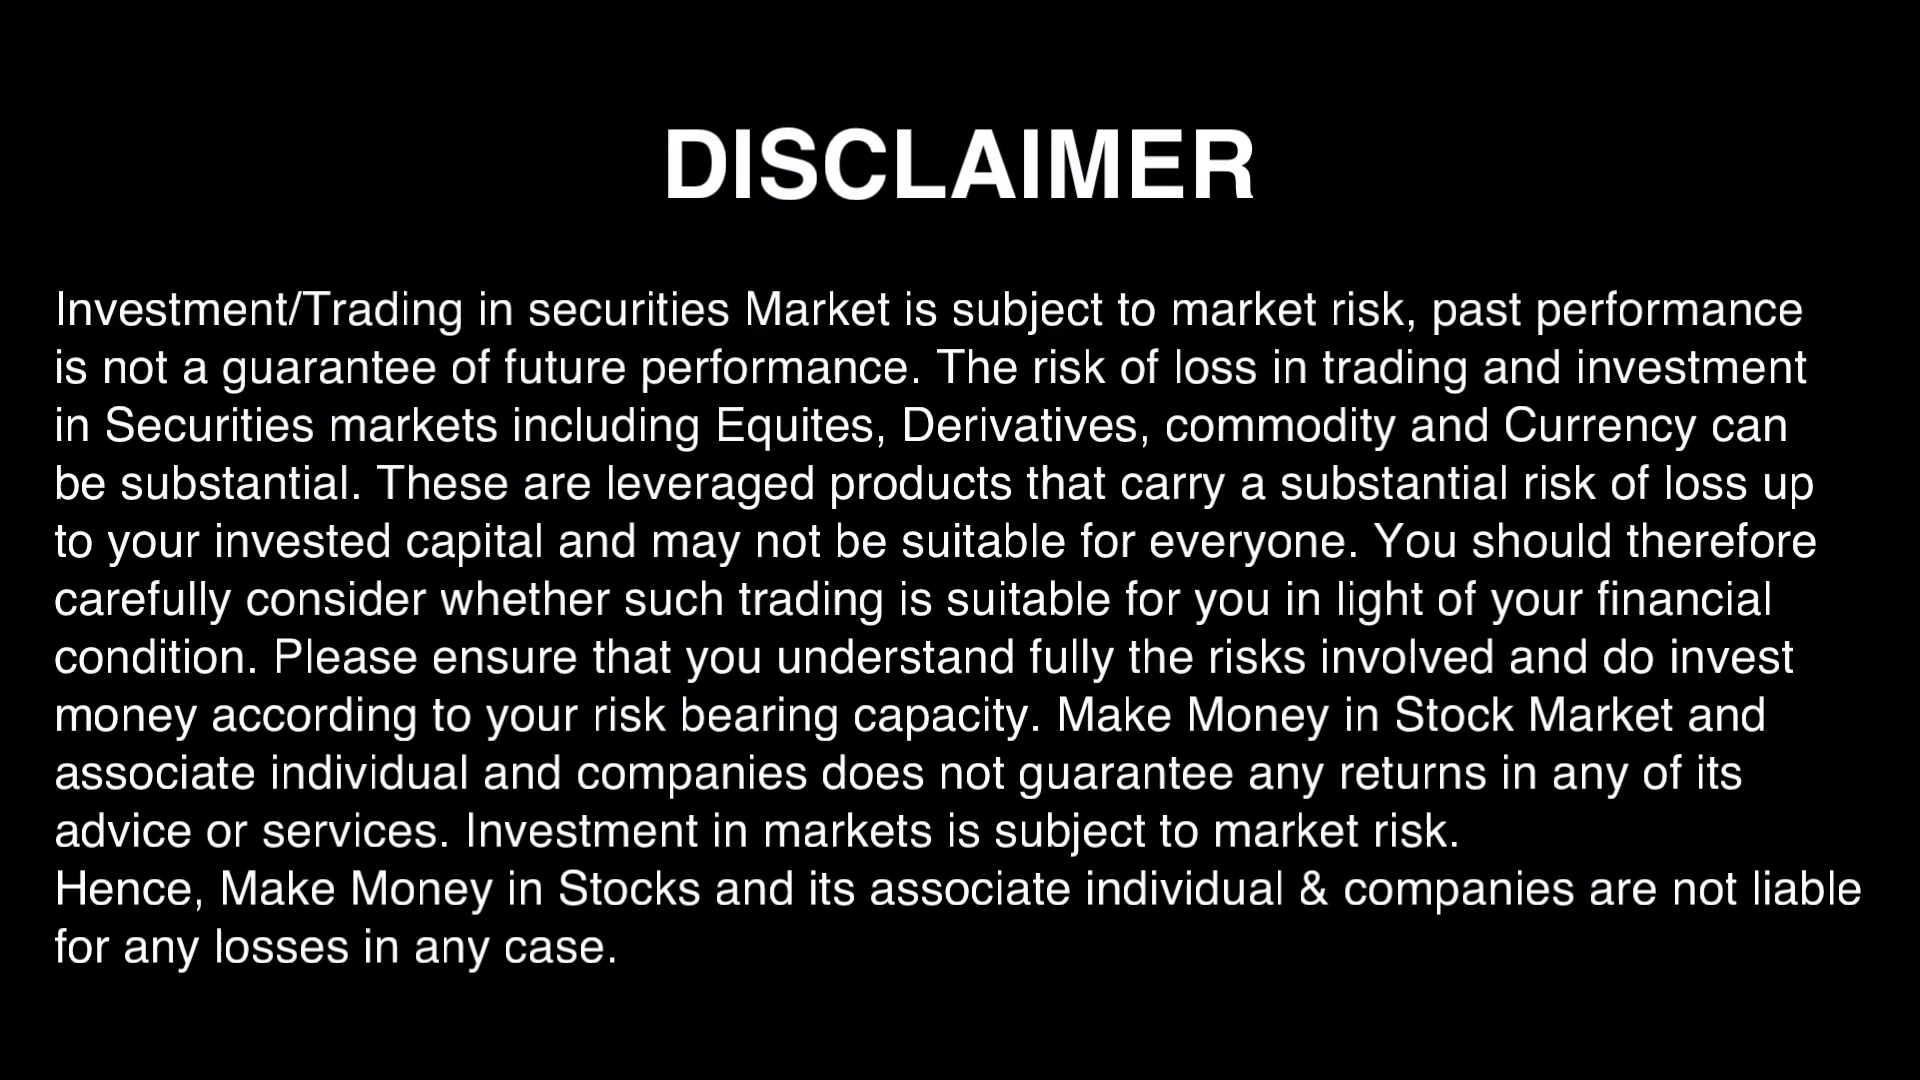 DISCLAIMER
Investment/Trading in securities Market is subject to market risk, past performance
is not a guarantee of future performance. The risk of loss in trading and investment
in Securities markets including Equites, Derivatives, commodity and Currency can
be substantial. These are leveraged products that carry a substantial risk of loss up
to your invested capital and may not be suitable for everyone. You should therefore
carefully consider whether such trading is suitable for you in light of your financial
condition. Please ensure that you understand fully the risks involved and do invest
money according to your risk bearing capacity. Make Money in Stock Market and
associate individual and companies does not guarantee any returns in any of its
advice or services. Investment in markets is subject to market risk.
Hence, Make Money in Stocks and its associate individual & companies are not liable
for any losses in any case.